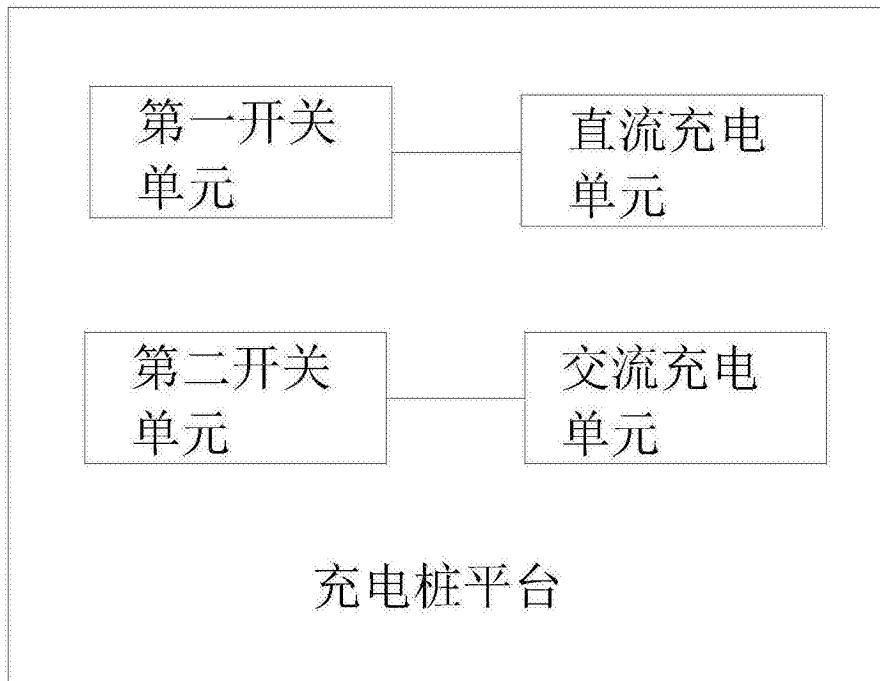 第一开关
单元
直流充电
单元
第二开关
单元
交流充电
单元
充电桩平台